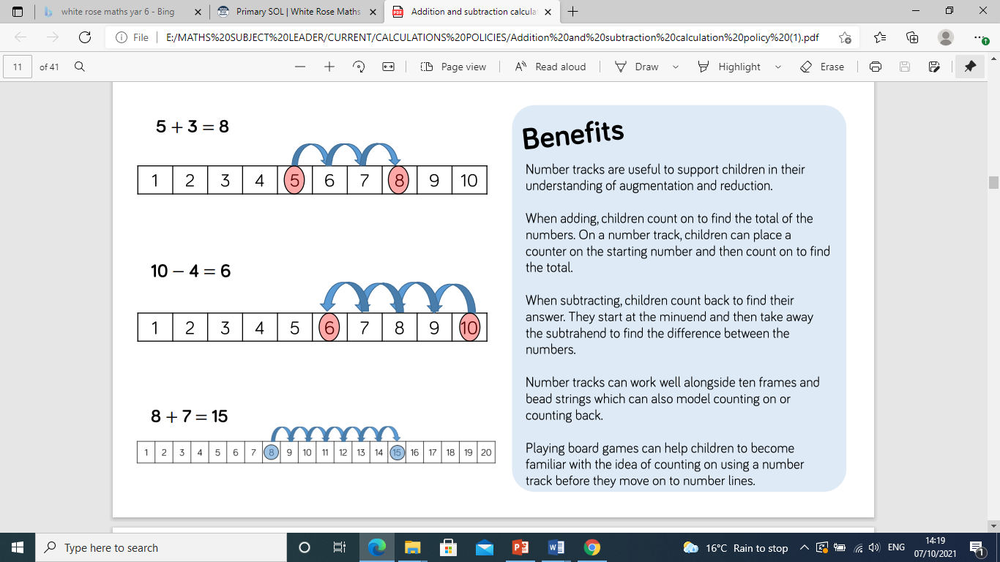 white rose maths yar 6 - Bing
Primary SOL | White Rose Maths
Addition and subtraction calcula
File
E:/MATHS%20SUBJECT%20LEADER/CURRENT/CALCULATIONS%20POLICIES/Addition%20and%20subtraction%20calculation%20policy%20(1).pdf
11 of 41
Page view
Read aloud
Draw
Highlight
Erase
5 + 3 = 8
1 2 3 4 5 6 7 8 9 10
10 − 4 = 6
1 2 3 4 5 6 7 8 9 10
8 + 7 = 15
1 2 3 4 5 6 7 8 9 10 11 12 13 14 15 16 17 18 19 20
Benefits
Number tracks are useful to support children in their
understanding of augmentation and reduction.
When adding, children count on to find the total of the
numbers. On a number track, children can place a
counter on the starting number and then count on to find
the total.
When subtracting, children count back to find their
answer. They start at the minuend and then take away
the subtrahend to find the difference between the
numbers.
Number tracks can work well alongside ten frames and
bead strings which can also model counting on or
counting back.
Playing board games can help children to become
familiar with the idea of counting on using a number
track before they move on to number lines.
Type here to search
16°C Rain to stop
ENG
14:19
07/10/2021
1